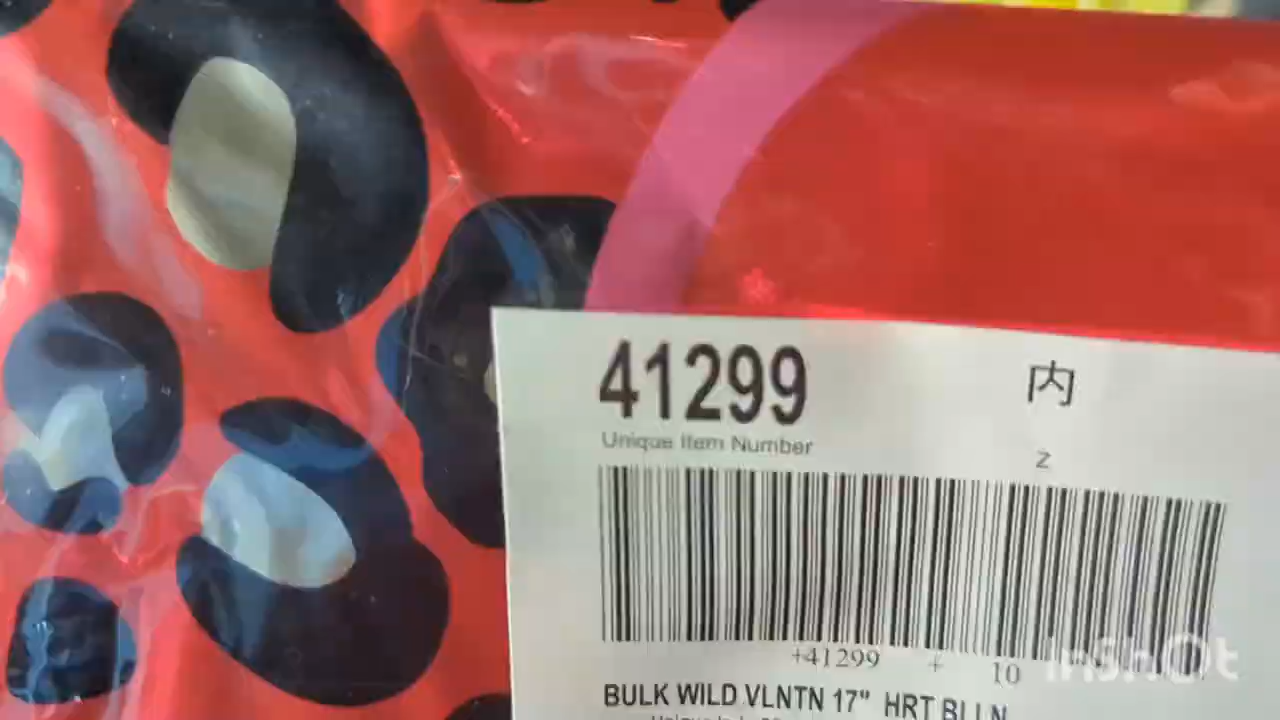 41299 内
Unique Item Number
z
+41299 + 10
InShOt
BULK WILD VLNTN 17" HRT BLLN